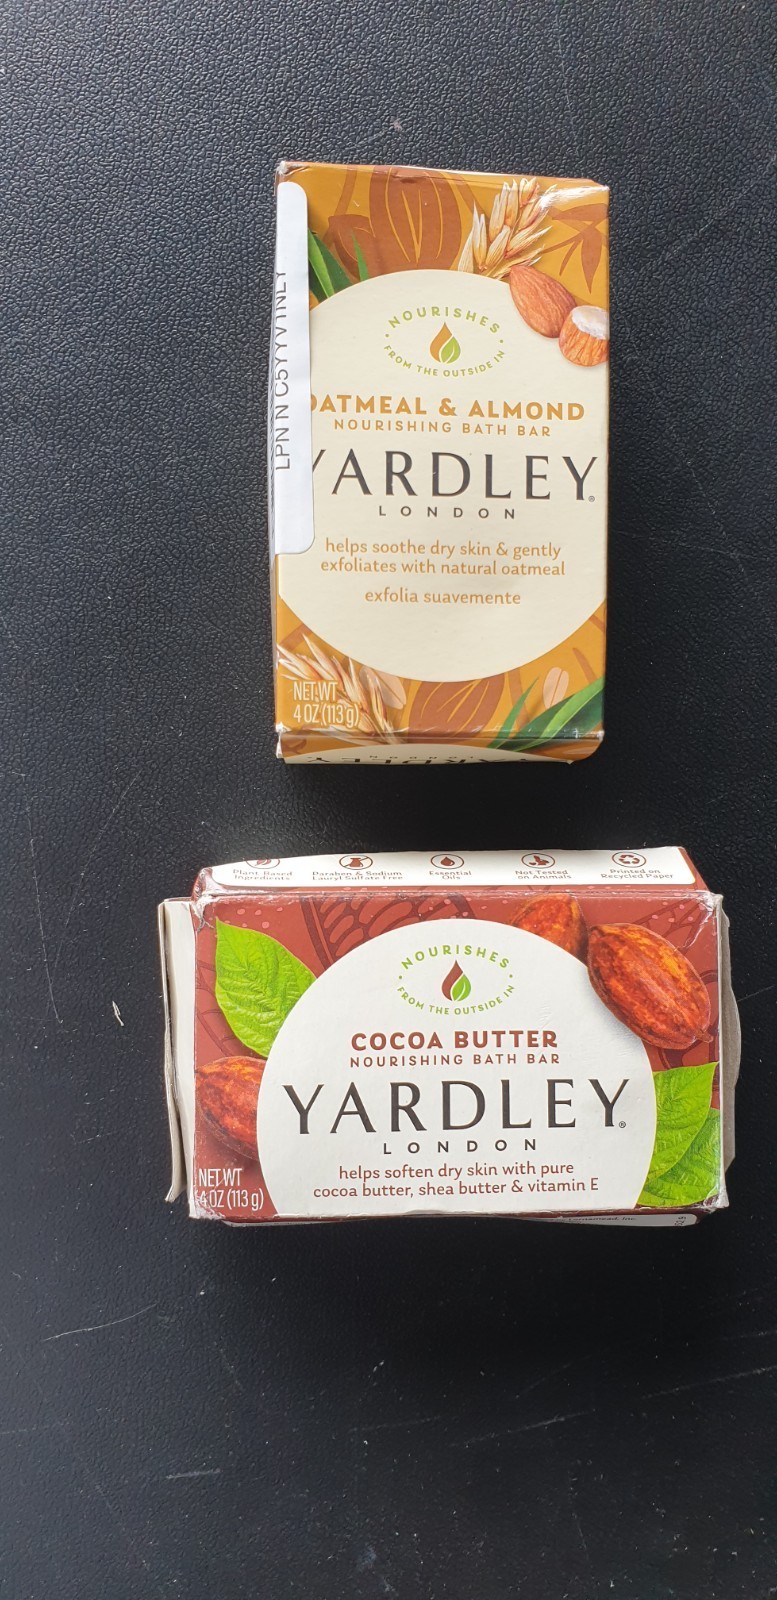 NOURISHES
FROM THE OUTSIDE IN
OATMEAL & ALMOND
NOURISHING BATH BAR
YARDLEY®
LONDON
helps soothe dry skin & gently
exfoliates with natural oatmeal
exfolia suavemente
NET WT
4 OZ (113 g)
LPN N C5YYV1NLY
YARDLEY
Plant-Based
Ingredients
Paraben & Sodium
Lauryl Sulfate Free
Essential
Oils
Not Tested
on Animals
Printed on
Recycled Paper
NOURISHES
FROM THE OUTSIDE IN
COCOA BUTTER
NOURISHING BATH BAR
YARDLEY®
LONDON
helps soften dry skin with pure
cocoa butter, shea butter & vitamin E
NET WT
4 OZ (113 g)